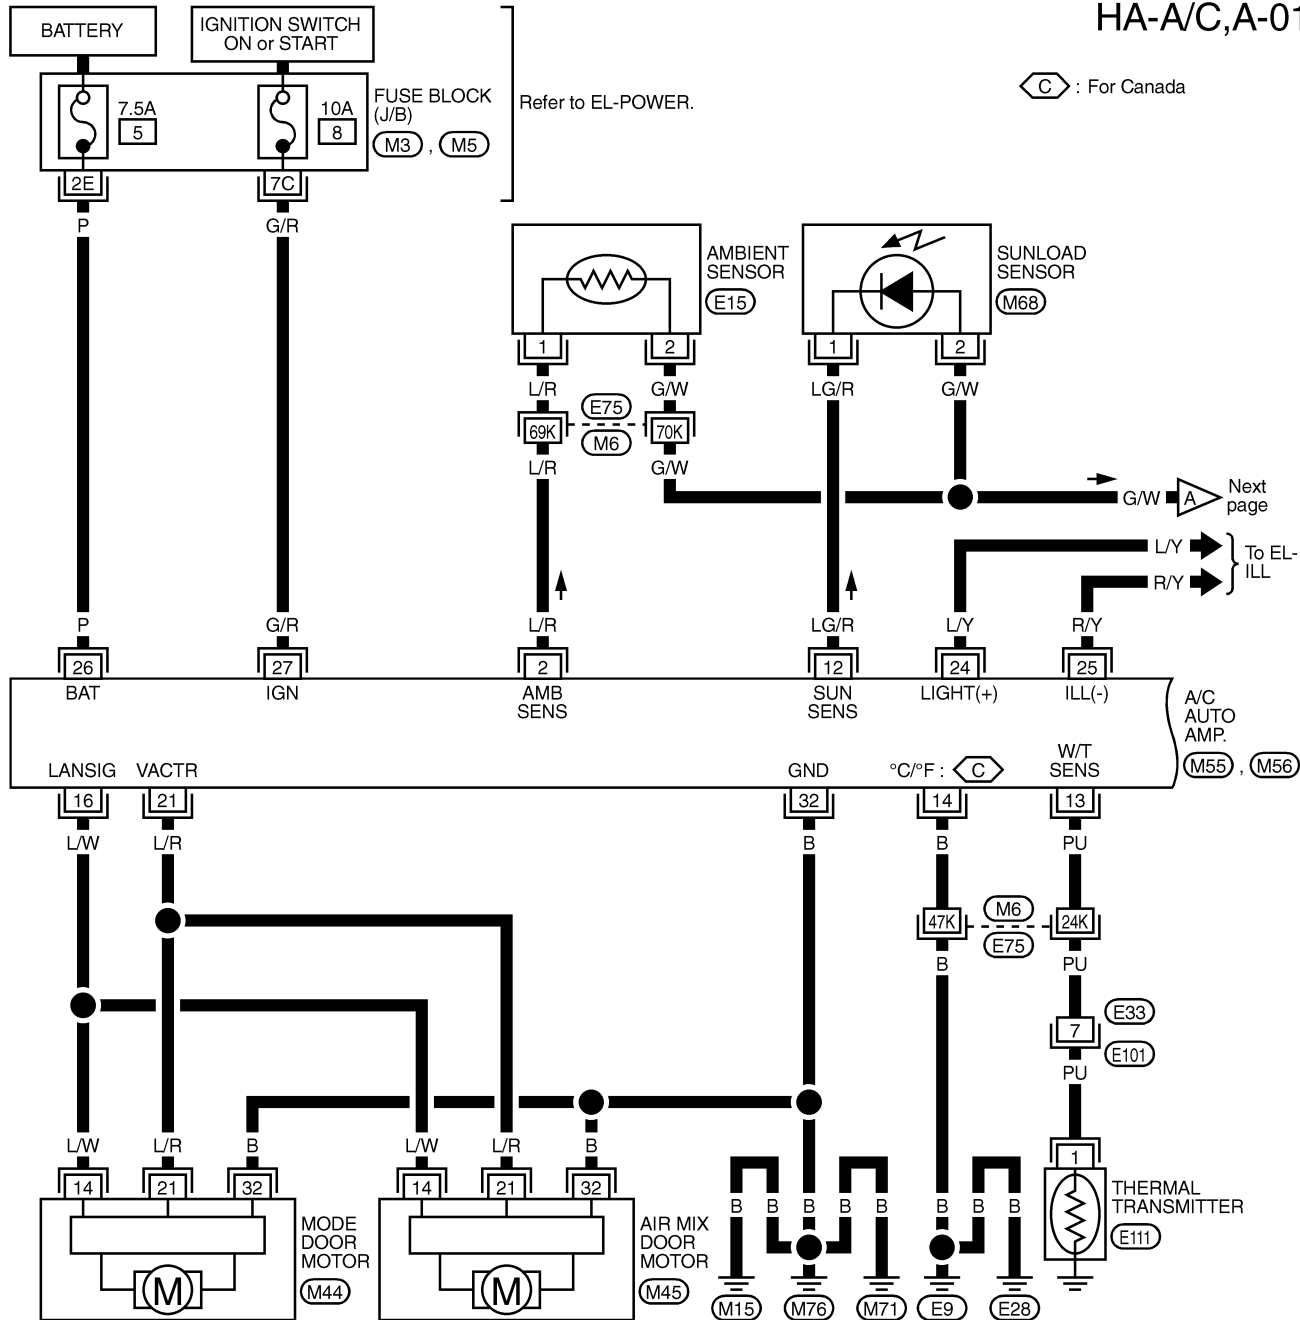 HA-A/C,A-01
BATTERY
IGNITION SWITCH
ON or START
C : For Canada
7.5A
5
10A
8
FUSE BLOCK
(J/B)
M3 , M5
Refer to EL-POWER.
2E
7C
P
G/R
AMBIENT
SENSOR
E15
SUNLOAD
SENSOR
M68
1
2
1
2
L/R
G/W
LG/R
G/W
69K
E75
M6
70K
L/R
G/W
G/W
A
Next
page
L/Y
R/Y
To EL-
ILL
P
G/R
L/R
LG/R
L/Y
R/Y
26
27
2
12
24
25
BAT
IGN
AMB
SENS
SUN
SENS
LIGHT(+)
ILL(-)
A/C
AUTO
AMP.
M55 , M56
LANSIG
VACTR
GND
°C/°F : C
W/T
SENS
16
21
32
14
13
L/W
L/R
B
B
PU
47K
M6
E75
24K
B
PU
7
E33
E101
PU
L/W
L/R
B
L/W
L/R
B
14
21
32
14
21
32
1
MODE
DOOR
MOTOR
M44
M
AIR MIX
DOOR
MOTOR
M45
M
B
B
B
B
B
B
B
B
THERMAL
TRANSMITTER
E111
M15
M76
M71
E9
E28